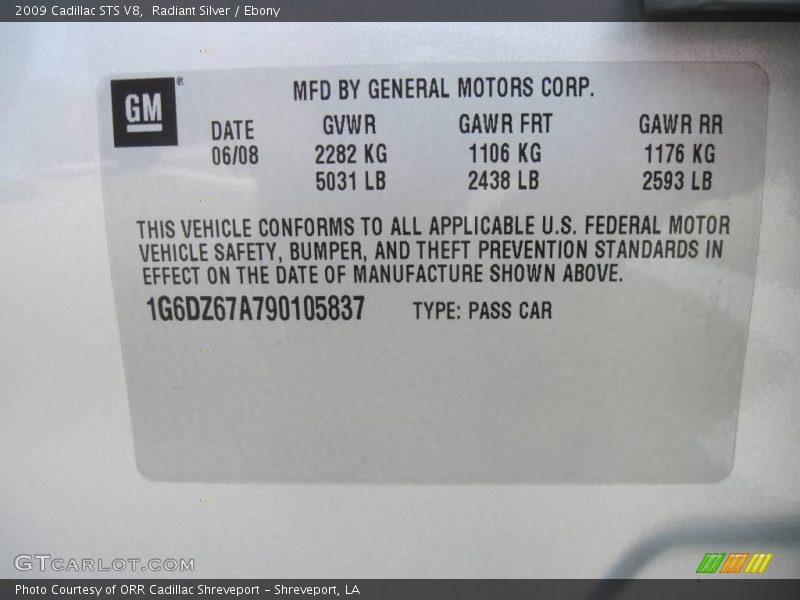 2009 Cadillac STS V8, Radiant Silver / Ebony
GM®
MFD BY GENERAL MOTORS CORP.
DATE GVWR GAWR FRT GAWR RR
06/08 2282 KG 1106 KG 1176 KG
5031 LB 2438 LB 2593 LB
THIS VEHICLE CONFORMS TO ALL APPLICABLE U.S. FEDERAL MOTOR
VEHICLE SAFETY, BUMPER, AND THEFT PREVENTION STANDARDS IN
EFFECT ON THE DATE OF MANUFACTURE SHOWN ABOVE.
1G6DZ67A790105837 TYPE: PASS CAR
GTCARLOT.COM
Photo Courtesy of ORR Cadillac Shreveport - Shreveport, LA